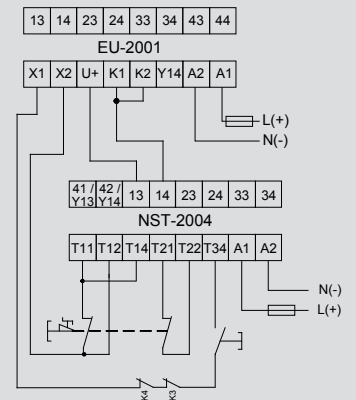 13 14 23 24 33 34 43 44
EU-2001
X1 X2 U+ K1 K2 Y14 A2 A1
L(+)
N(-)
41 / 42 / 13 14 23 24 33 34
Y13 Y14
NST-2004
T11 T12 T14 T21 T22 T34 A1 A2
N(-)
L(+)
K4 K3